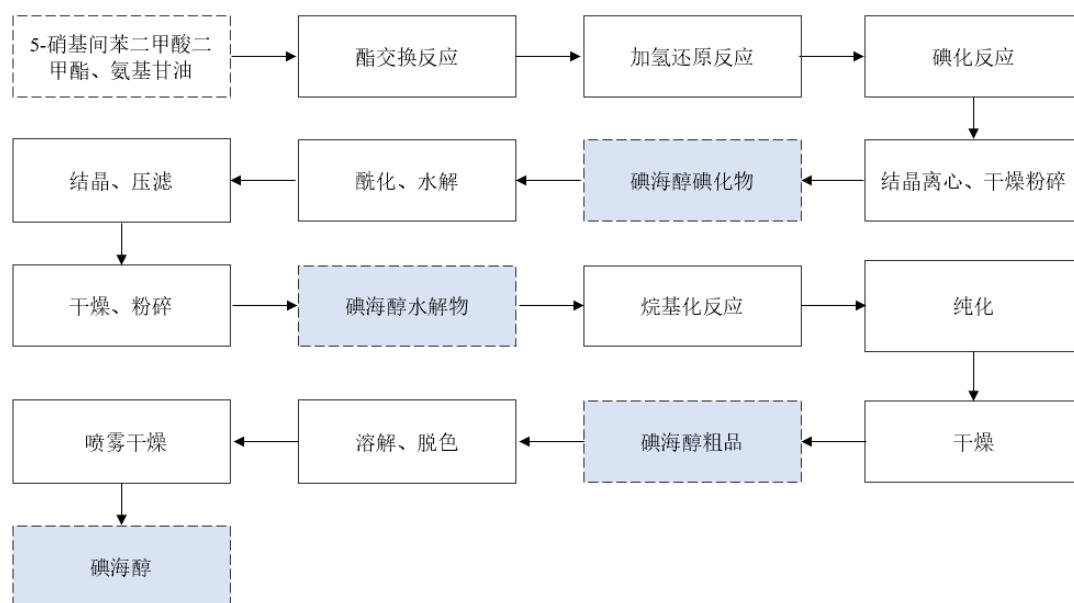 5-硝基间苯二甲酸二
甲酯、氨基甘油
酯交换反应
加氢还原反应
碘化反应
结晶离心、干燥粉碎
碘海醇碘化物
酰化、水解
结晶、压滤
干燥、粉碎
碘海醇水解物
烷基化反应
纯化
干燥
碘海醇粗品
溶解、脱色
喷雾干燥
碘海醇